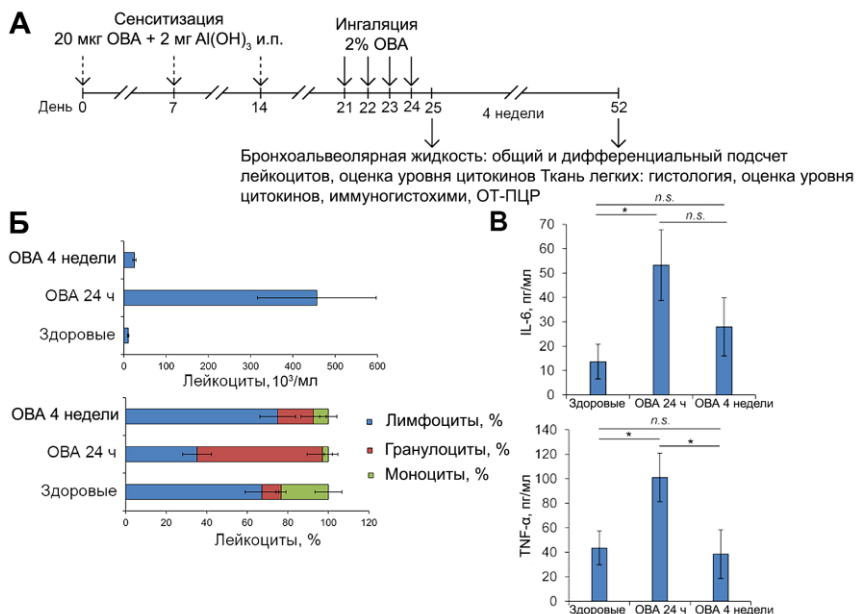 А
Сенситизация
20 мкг ОВА + 2 мг Al(OH)₃ и.п.
Ингаляция
2% ОВА
День 0 7 14 21 22 23 24 25 4 недели 52
Бронхоальвеолярная жидкость: общий и дифференциальный подсчет
лейкоцитов, оценка уровня цитокинов Ткань легких: гистология, оценка уровня
цитокинов, иммуногистохими, ОТ-ПЦР
Б
ОВА 4 недели
ОВА 24 ч
Здоровые
0 100 200 300 400 500 600
Лейкоциты,10³/мл
ОВА 4 недели
ОВА 24 ч
Здоровые
0 20 40 60 80 100 120
Лейкоциты, %
Лимфоциты, %
Гранулоциты, %
Моноциты, %
В
n.s.
* n.s.
70
60
50
40
30
20
10
0
IL-6, пг/мл
Здоровые ОВА 24 ч ОВА 4 недели
n.s.
* *
140
120
100
80
60
40
20
0
TNF-α, пг/мл
Здоровые ОВА 24 ч ОВА 4 недели